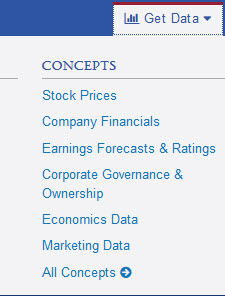 Get Data
CONCEPTS
Stock Prices
Company Financials
Earnings Forecasts & Ratings
Corporate Governance &
Ownership
Economics Data
Marketing Data
All Concepts